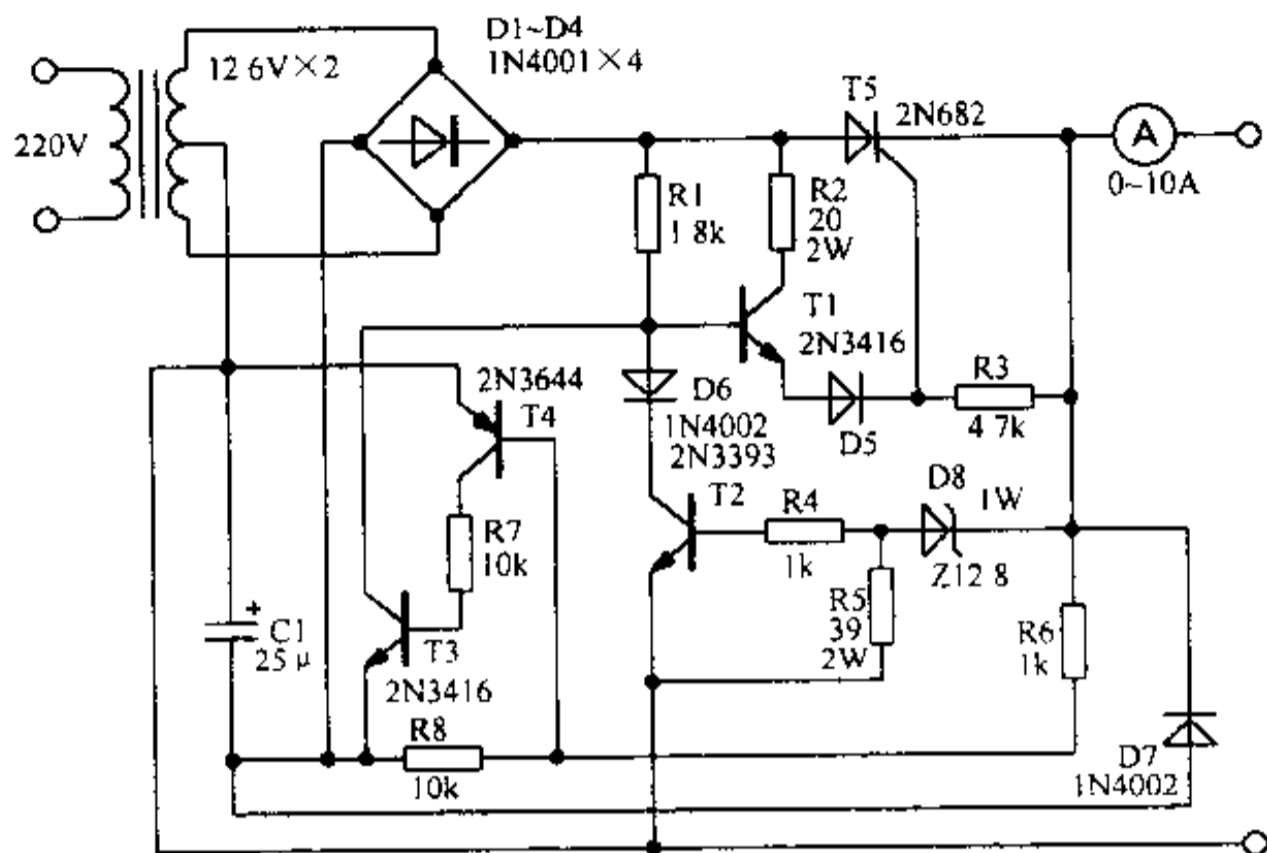 D1~D4
1N4001×4
12 6V×2
220V
T5
2N682
A
0~10A
R1
1 8k
R2
20
2W
T1
2N3416
2N3644
T4
D6
1N4002
2N3393
T2
D5
R3
4 7k
R7
10k
R4
1k
D8
1W
Z12 8
R5
39
2W
R6
1k
+
C1
25μ
T3
2N3416
R8
10k
D7
1N4002